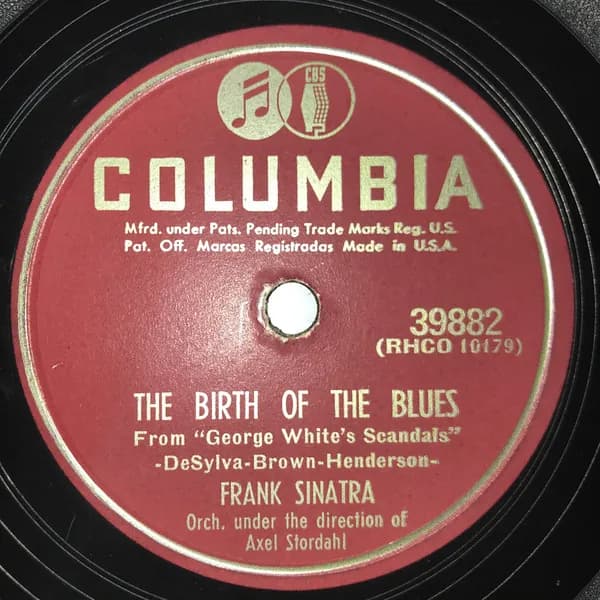 CBS
COLUMBIA
Mfrd. under Pats. Pending Trade Marks Reg. U.S.
Pat. Off. Marcas Registradas Made in U.S.A.
39882
(RHCO 10179)
THE BIRTH OF THE BLUES
From "George White's Scandals"
-DeSylva-Brown-Henderson-
FRANK SINATRA
Orch. under the direction of
Axel Stordahl